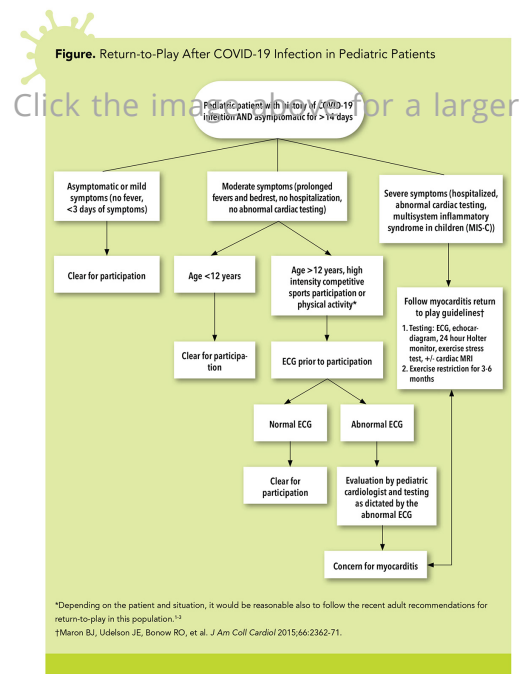 Figure. Return-to-Play After COVID-19 Infection in Pediatric Patients
Click the image above for a larger
Pediatric patient with history of COVID-19
infection AND asymptomatic for >14 days
Asymptomatic or mild
symptoms (no fever,
<3 days of symptoms)
Moderate symptoms (prolonged
fevers and bedrest, no hospitalization,
no abnormal cardiac testing)
Severe symptoms (hospitalized,
abnormal cardiac testing,
multisystem inflammatory
syndrome in children (MIS-C))
Clear for participation
Age <12 years
Age >12 years, high
intensity competitive
sports participation or
physical activity*
Follow myocarditis return
to play guidelines†
1. Testing: ECG, echocar-
diagram, 24 hour Holter
monitor, exercise stress
test, +/- cardiac MRI
2. Exercise restriction for 3-6
months
Clear for participa-
tion
ECG prior to participation
Normal ECG
Abnormal ECG
Clear for
participation
Evaluation by pediatric
cardiologist and testing
as dictated by the
abnormal ECG
Concern for myocarditis
*Depending on the patient and situation, it would be reasonable also to follow the recent adult recommendations for
return-to-play in this population.¹⁻³
†Maron BJ, Udelson JE, Bonow RO, et al. J Am Coll Cardiol 2015;66:2362-71.